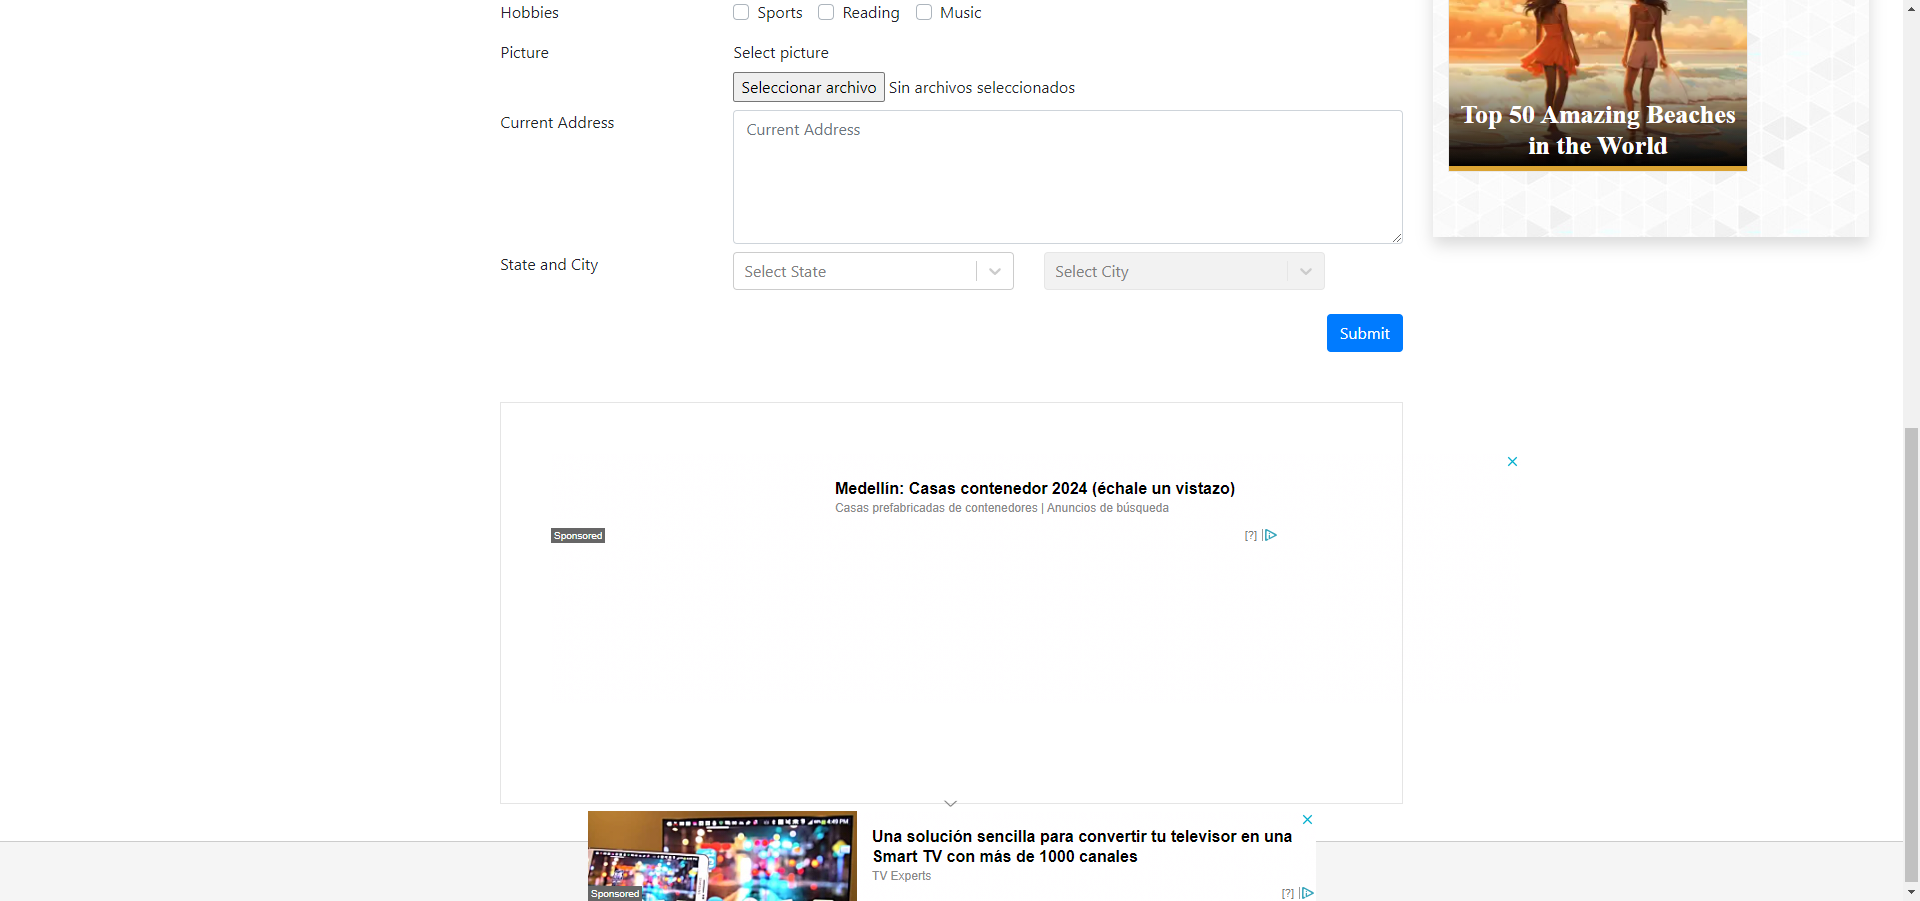 Hobbies
Sports Reading Music
Picture
Select picture
Seleccionar archivo Sin archivos seleccionados
Current Address
Current Address
State and City
Select State
Select City
Submit
Top 50 Amazing Beaches
in the World
Medellín: Casas contenedor 2024 (échale un vistazo)
Casas prefabricadas de contenedores | Anuncios de búsqueda
Sponsored
[?]
Una solución sencilla para convertir tu televisor en una
Smart TV con más de 1000 canales
TV Experts
Sponsored
[?]
4:45 PM